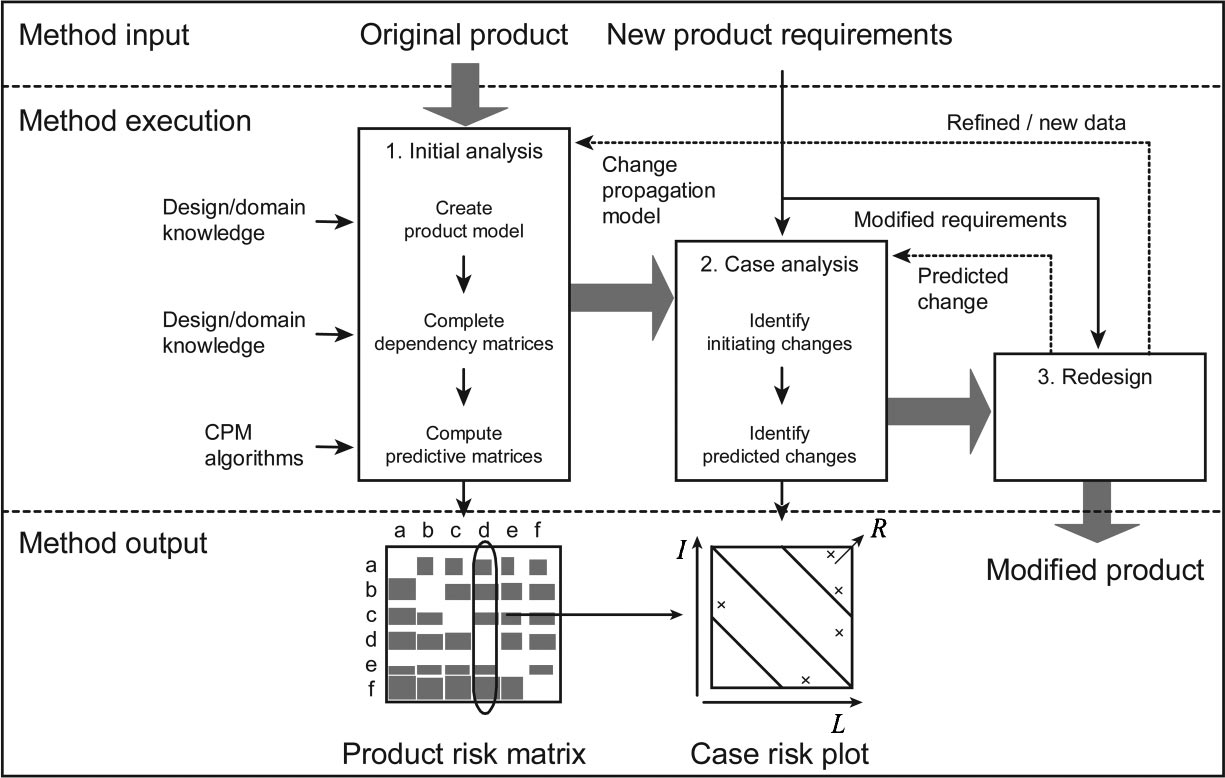 Method input
Original product
New product requirements
Method execution
Refined / new data
1. Initial analysis
Change
propagation
model
Design/domain
knowledge
Create
product model
Modified requirements
2. Case analysis
Predicted
change
Design/domain
knowledge
Complete
dependency matrices
Identify
initiating changes
3. Redesign
CPM
algorithms
Compute
predictive matrices
Identify
predicted changes
Method output
a b c d e f
a
b
c
d
e
f
I
R
L
Modified product
Product risk matrix
Case risk plot